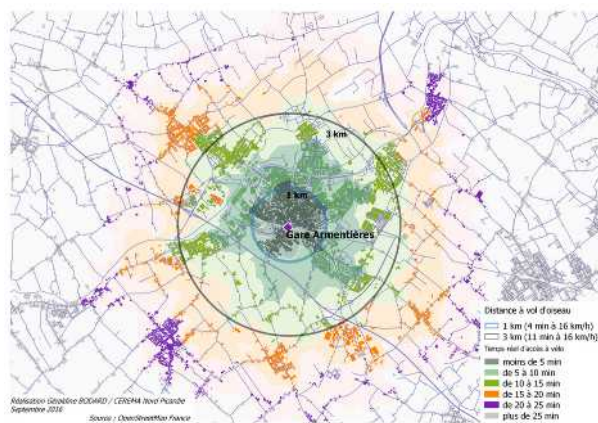 3 km
1 km
Gare Armentières
Distance à vol d'oiseau
1 km (4 min à 16 km/h)
3 km (11 min à 16 km/h)
Temps réel d'accès à vélo
moins de 5 min
de 5 à 10 min
de 10 à 15 min
de 15 à 20 min
de 20 à 25 min
plus de 25 min
Réalisation Géraldine BODARD / CEREMA Nord Picardie
Septembre 2016
Source : OpenStreetMap France